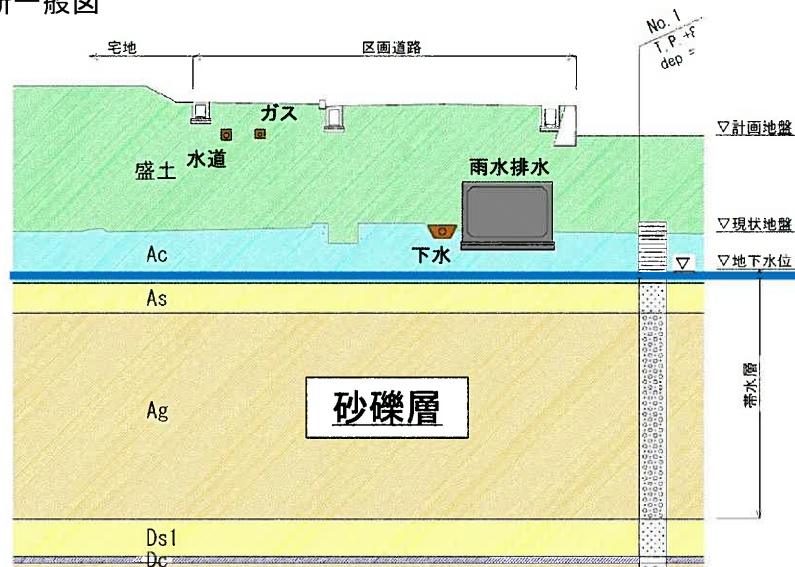 断一般図
宅地
区画道路
No. 1
T.P.+
dep =
ガス
水道
盛土
雨水排水
下水
▽計画地盤
▽現状地盤
▽地下水位
▽
Ac
As
Ag
砂礫層
帯水層
Ds1
Dc